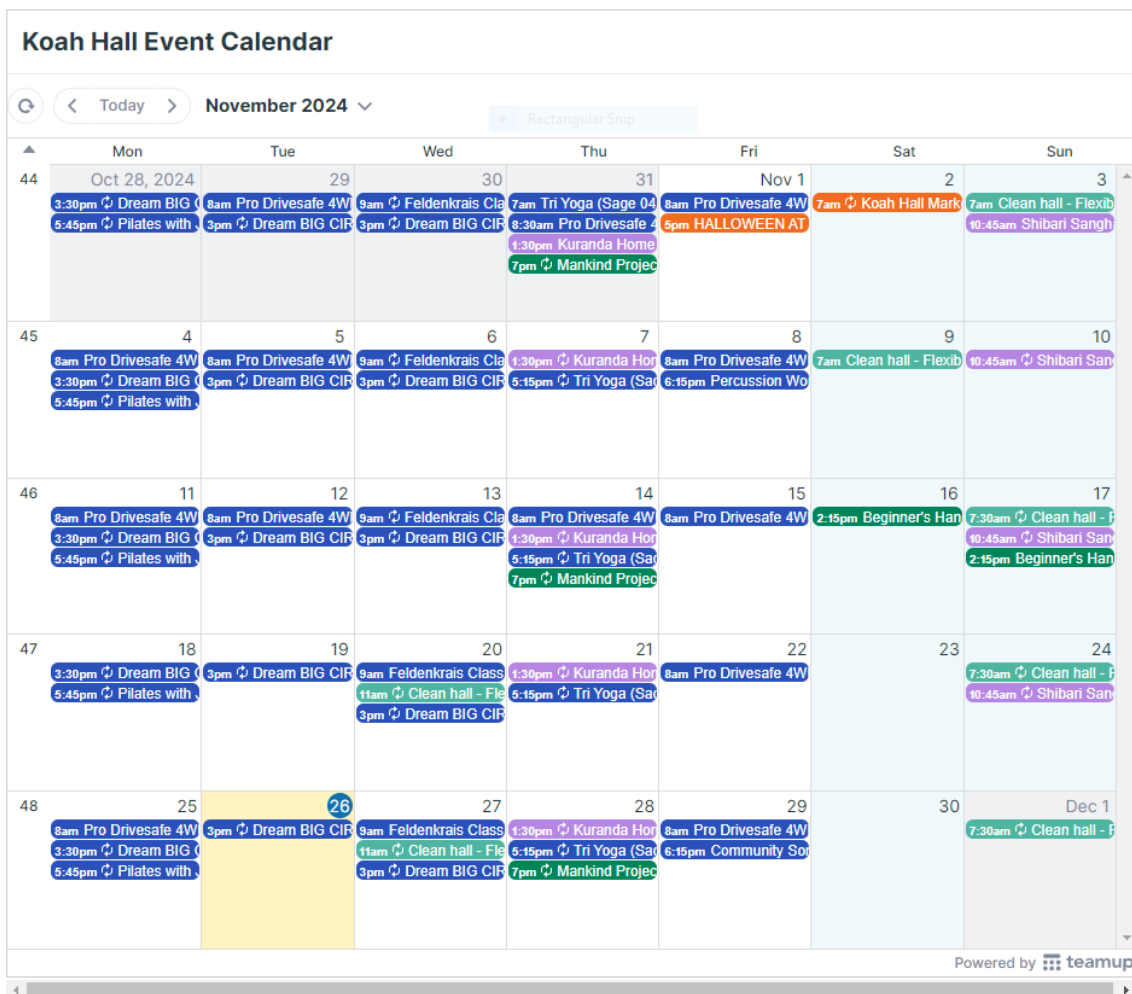 Koah Hall Event Calendar
Today
November 2024
Rectangular Snip
Mon Tue Wed Thu Fri Sat Sun
44 Oct 28, 2024 29 30 31 Nov 1 2 3
3:30pm Dream BIG 8am Pro Drivesafe 4W 9am Feldenkrais Cla 7am Tri Yoga (Sage 04 8am Pro Drivesafe 4W 7am Koah Hall Mark 7am Clean hall - Flexib
5:45pm Pilates with 3pm Dream BIG CIR 3pm Dream BIG CIR 8:30am Pro Drivesafe 4 5pm HALLOWEEN AT 10:45am Shibari Sangh
1:30pm Kuranda Home
7pm Mankind Projec
45 4 5 6 7 8 9 10
8am Pro Drivesafe 4W 8am Pro Drivesafe 4W 9am Feldenkrais Cla 1:30pm Kuranda Hor 8am Pro Drivesafe 4W 7am Clean hall - Flexib 10:45am Shibari San
3:30pm Dream BIG 3pm Dream BIG CIR 3pm Dream BIG CIR 5:15pm Tri Yoga (Sac 6:15pm Percussion Wo
5:45pm Pilates with
46 11 12 13 14 15 16 17
8am Pro Drivesafe 4W 8am Pro Drivesafe 4W 9am Feldenkrais Cla 8am Pro Drivesafe 4W 8am Pro Drivesafe 4W 2:15pm Beginner's Han 7:30am Clean hall - F
3:30pm Dream BIG 3pm Dream BIG CIR 3pm Dream BIG CIR 1:30pm Kuranda Hor 10:45am Shibari San
5:45pm Pilates with 5:15pm Tri Yoga (Sac 2:15pm Beginner's Han
7pm Mankind Projec
47 18 19 20 21 22 23 24
3:30pm Dream BIG 3pm Dream BIG CIR 9am Feldenkrais Class 1:30pm Kuranda Hor 8am Pro Drivesafe 4W 7:30am Clean hall - F
5:45pm Pilates with 11am Clean hall - Fle 5:15pm Tri Yoga (Sac 10:45am Shibari San
3pm Dream BIG CIR
48 25 26 27 28 29 30 Dec 1
8am Pro Drivesafe 4W 3pm Dream BIG CIR 9am Feldenkrais Class 1:30pm Kuranda Hor 8am Pro Drivesafe 4W 7:30am Clean hall - F
3:30pm Dream BIG 11am Clean hall - Fle 5:15pm Tri Yoga (Sac 6:15pm Community So
5:45pm Pilates with 3pm Dream BIG CIR 7pm Mankind Projec
Powered by teamup